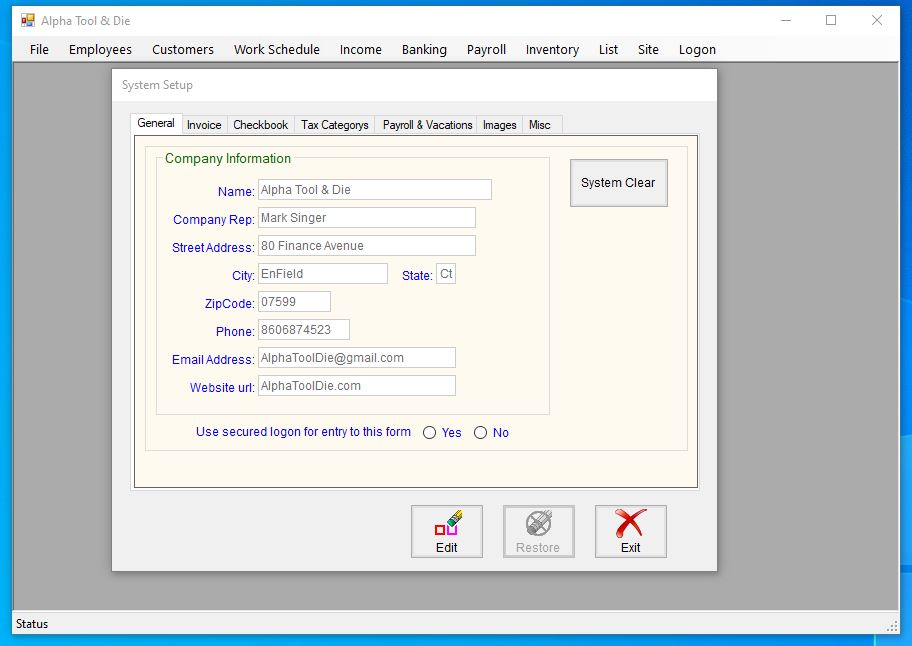 Alpha Tool & Die
File Employees Customers Work Schedule Income Banking Payroll Inventory List Site Logon
System Setup
General Invoice Checkbook Tax Categorys Payroll & Vacations Images Misc
Company Information
System Clear
Name: Alpha Tool & Die
Company Rep: Mark Singer
Street Address: 80 Finance Avenue
City: EnField State: Ct
ZipCode: 07599
Phone: 8606874523
Email Address: AlphaToolDie@gmail.com
Website url: AlphaToolDie.com
Use secured logon for entry to this form Yes No
Edit Restore Exit
Status